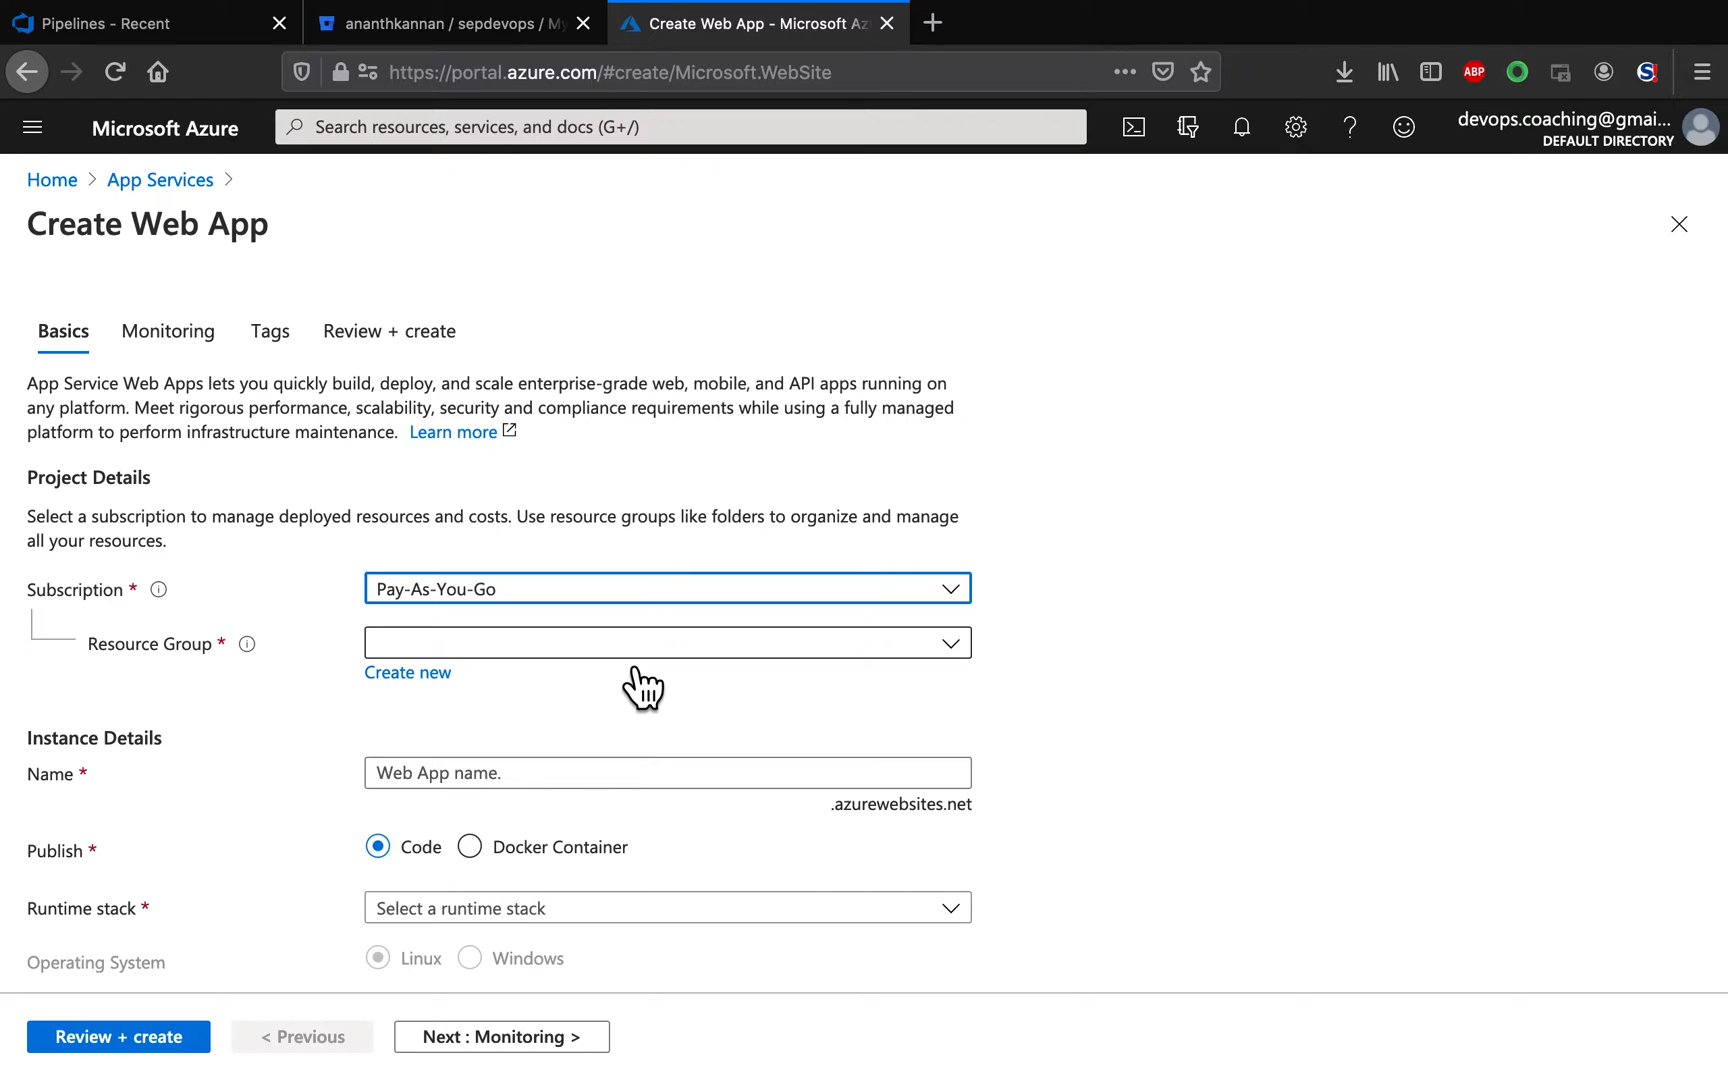 Pipelines - Recent
ananthkannan / sepdevops / My
Create Web App - Microsoft Az
https://portal.azure.com/#create/Microsoft.WebSite
ABP
Microsoft Azure
Search resources, services, and docs (G+/)
devops.coaching@gmai...
DEFAULT DIRECTORY
Home > App Services >
Create Web App
Basics Monitoring Tags Review + create
App Service Web Apps lets you quickly build, deploy, and scale enterprise-grade web, mobile, and API apps running on
any platform. Meet rigorous performance, scalability, security and compliance requirements while using a fully managed
platform to perform infrastructure maintenance. Learn more
Project Details
Select a subscription to manage deployed resources and costs. Use resource groups like folders to organize and manage
all your resources.
Subscription *
Pay-As-You-Go
Resource Group *
Create new
Instance Details
Name *
Web App name.
.azurewebsites.net
Publish *
Code Docker Container
Runtime stack *
Select a runtime stack
Operating System
Linux Windows
Review + create
< Previous
Next : Monitoring >